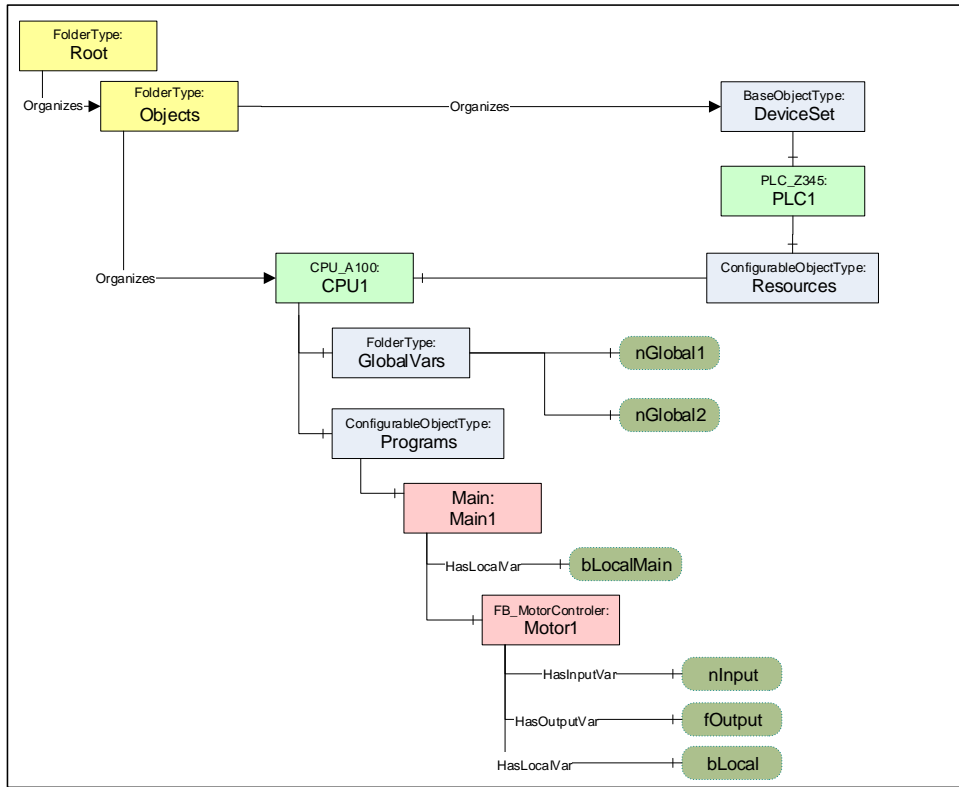 FolderType:
Root
Organizes
FolderType:
Objects
Organizes
BaseObjectType:
DeviceSet
PLC_Z345:
PLC1
Organizes
CPU_A100:
CPU1
ConfigurableObjectType:
Resources
FolderType:
GlobalVars
nGlobal1
nGlobal2
ConfigurableObjectType:
Programs
Main:
Main1
HasLocalVar
bLocalMain
FB_MotorControler:
Motor1
HasInputVar
nInput
HasOutputVar
fOutput
HasLocalVar
bLocal